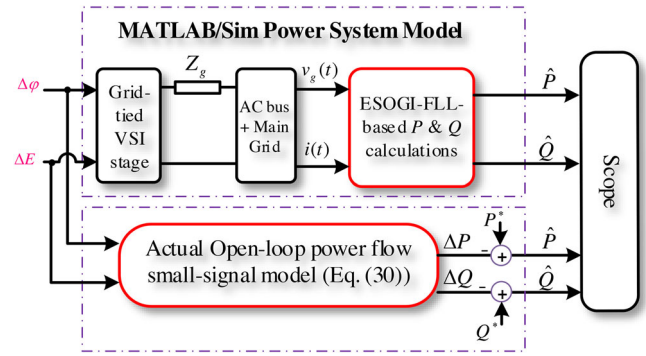 MATLAB/Sim Power System Model
Δφ
ΔE
Grid-
tied
VSI
stage
Z_g
AC bus
+ Main
Grid
v_g(t)
i(t)
ESOGI-FLL-
based P & Q
calculations
P̂
Q̂
Scope
Actual Open-loop power flow
small-signal model (Eq. (30))
ΔP
ΔQ
P*
-
+
-
+
Q*
P̂
Q̂